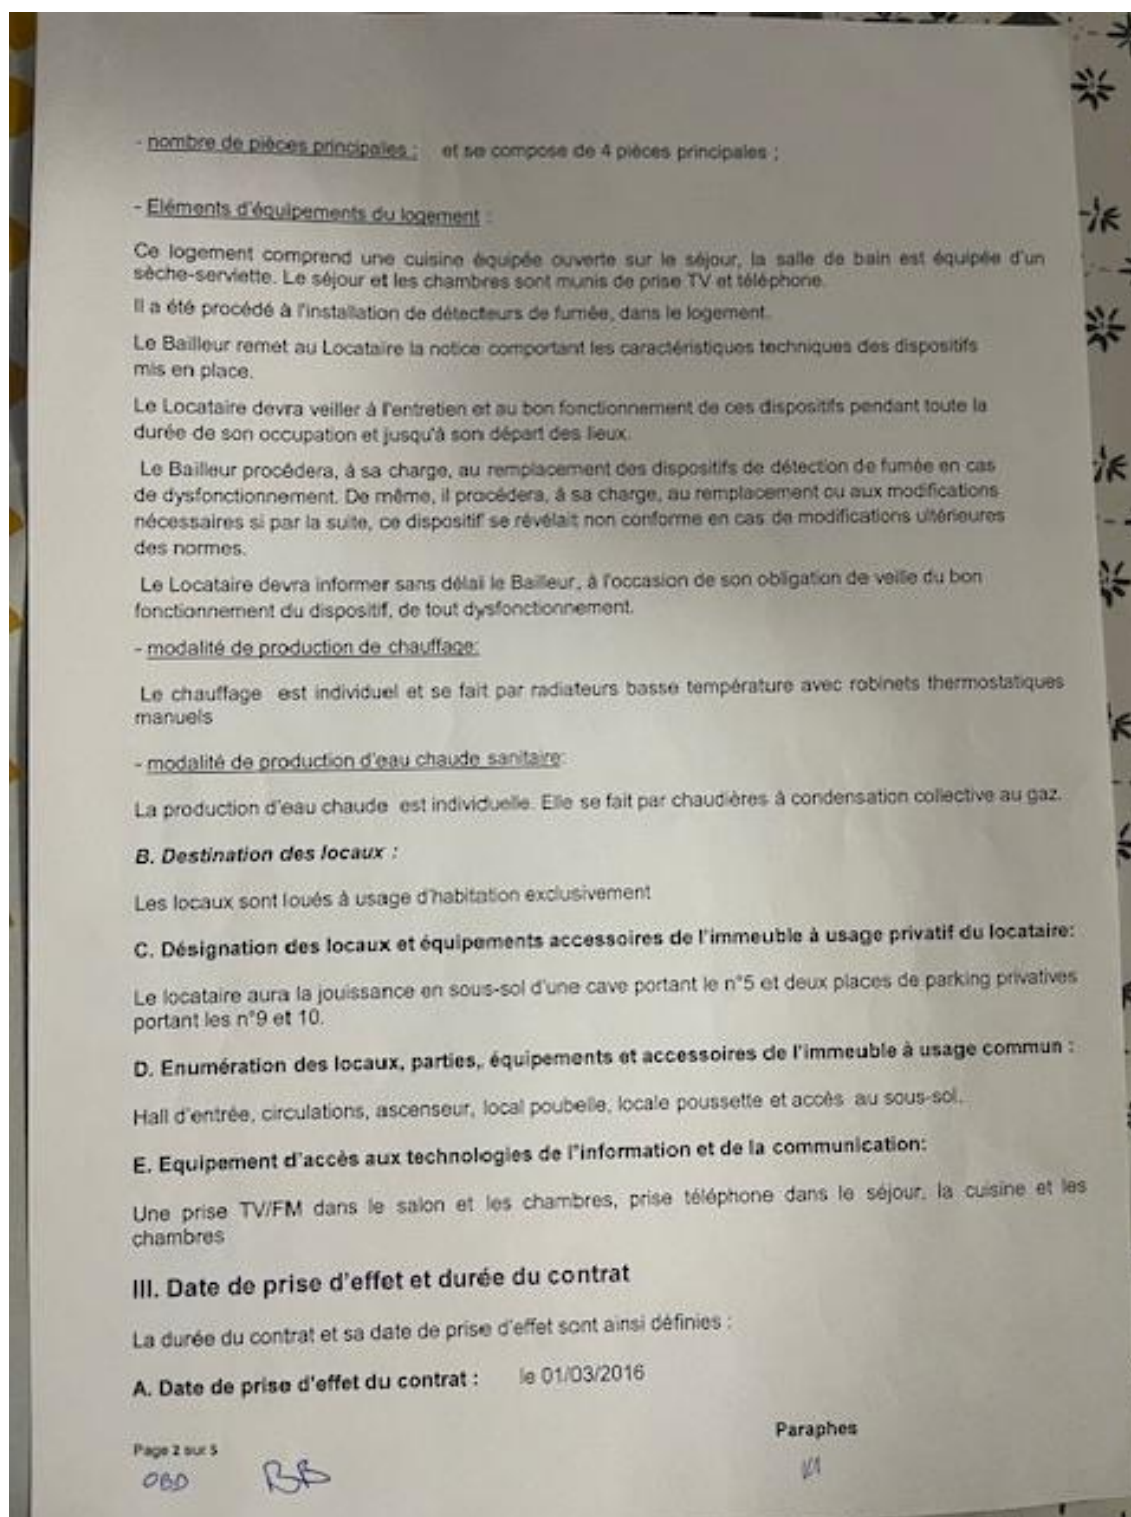 - nombre de pièces principales : et se compose de 4 pièces principales ;
- Eléments d'équipements du logement :
Ce logement comprend une cuisine équipée ouverte sur le séjour, la salle de bain est équipée d'un
sèche-serviette. Le séjour et les chambres sont munis de prise TV et téléphone.
Il a été procédé à l'installation de détecteurs de fumée, dans le logement.
Le Bailleur remet au Locataire la notice comportant les caractéristiques techniques des dispositifs
mis en place.
Le Locataire devra veiller à l'entretien et au bon fonctionnement de ces dispositifs pendant toute la
durée de son occupation et jusqu'à son départ des lieux.
Le Bailleur procédera, à sa charge, au remplacement des dispositifs de détection de fumée en cas
de dysfonctionnement. De même, il procédera, à sa charge, au remplacement ou aux modifications
nécessaires si par la suite, ce dispositif se révélait non conforme en cas de modifications ultérieures
des normes.
Le Locataire devra informer sans délai le Bailleur, à l'occasion de son obligation de veille du bon
fonctionnement du dispositif, de tout dysfonctionnement.
- modalité de production de chauffage:
Le chauffage est individuel et se fait par radiateurs basse température avec robinets thermostatiques
manuels
- modalité de production d'eau chaude sanitaire:
La production d'eau chaude est individuelle. Elle se fait par chaudières à condensation collective au gaz.
B. Destination des locaux :
Les locaux sont loués à usage d'habitation exclusivement
C. Désignation des locaux et équipements accessoires de l'immeuble à usage privatif du locataire:
Le locataire aura la jouissance en sous-sol d'une cave portant le n°5 et deux places de parking privatives
portant les n°9 et 10.
D. Enumération des locaux, parties, équipements et accessoires de l'immeuble à usage commun :
Hall d'entrée, circulations, ascenseur, local poubelle, locale poussette et accès au sous-sol.
E. Equipement d'accès aux technologies de l'information et de la communication:
Une prise TV/FM dans le salon et les chambres, prise téléphone dans le séjour, la cuisine et les
chambres
III. Date de prise d'effet et durée du contrat
La durée du contrat et sa date de prise d'effet sont ainsi définies :
A. Date de prise d'effet du contrat : le 01/03/2016
Paraphes
Page 2 sur 5
OBD BB